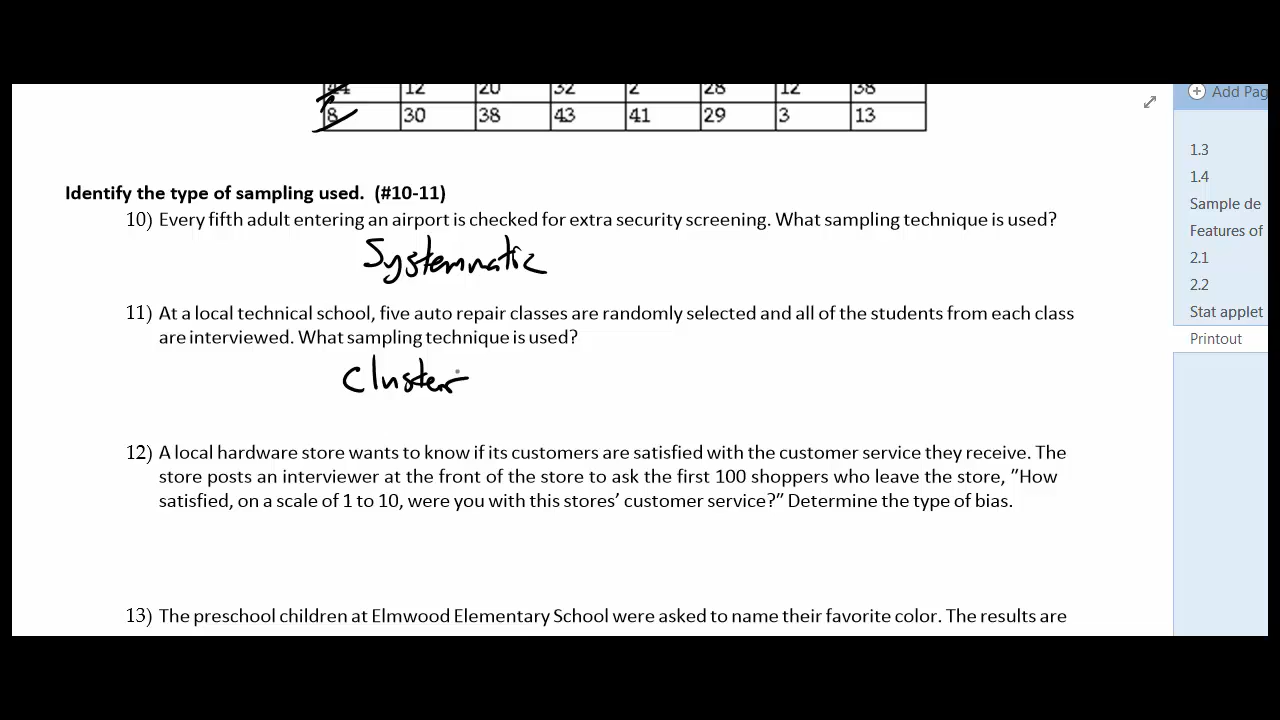 44 12 20 32 2 28 12 38
8 30 38 43 41 29 3 13
Add Pag
1.3
1.4
Sample de
Features of
2.1
2.2
Stat applet
Printout
Identify the type of sampling used. (#10-11)
10) Every fifth adult entering an airport is checked for extra security screening. What sampling technique is used?
Systematic
11) At a local technical school, five auto repair classes are randomly selected and all of the students from each class
are interviewed. What sampling technique is used?
Cluster
12) A local hardware store wants to know if its customers are satisfied with the customer service they receive. The
store posts an interviewer at the front of the store to ask the first 100 shoppers who leave the store, "How
satisfied, on a scale of 1 to 10, were you with this stores' customer service?" Determine the type of bias.
13) The preschool children at Elmwood Elementary School were asked to name their favorite color. The results are